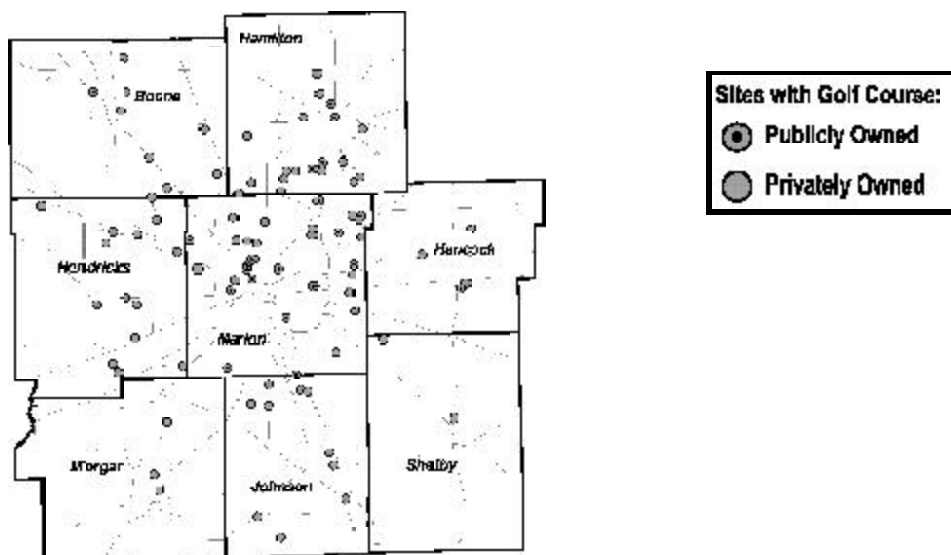 Hamilton
Boone
Sites with Golf Course:
Publicly Owned
Privately Owned
Hancock
Hendricks
Marion
Morgan
Shelby
Johnson